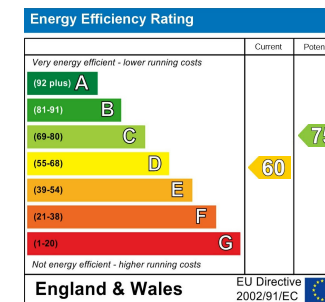 Energy Efficiency Rating
Current Poten
Very energy efficient - lower running costs
(92 plus) A
(81-91) B
(69-80) C
75
(55-68) D
60
(39-54) E
(21-38) F
(1-20) G
Not energy efficient - higher running costs
England & Wales
EU Directive
2002/91/EC